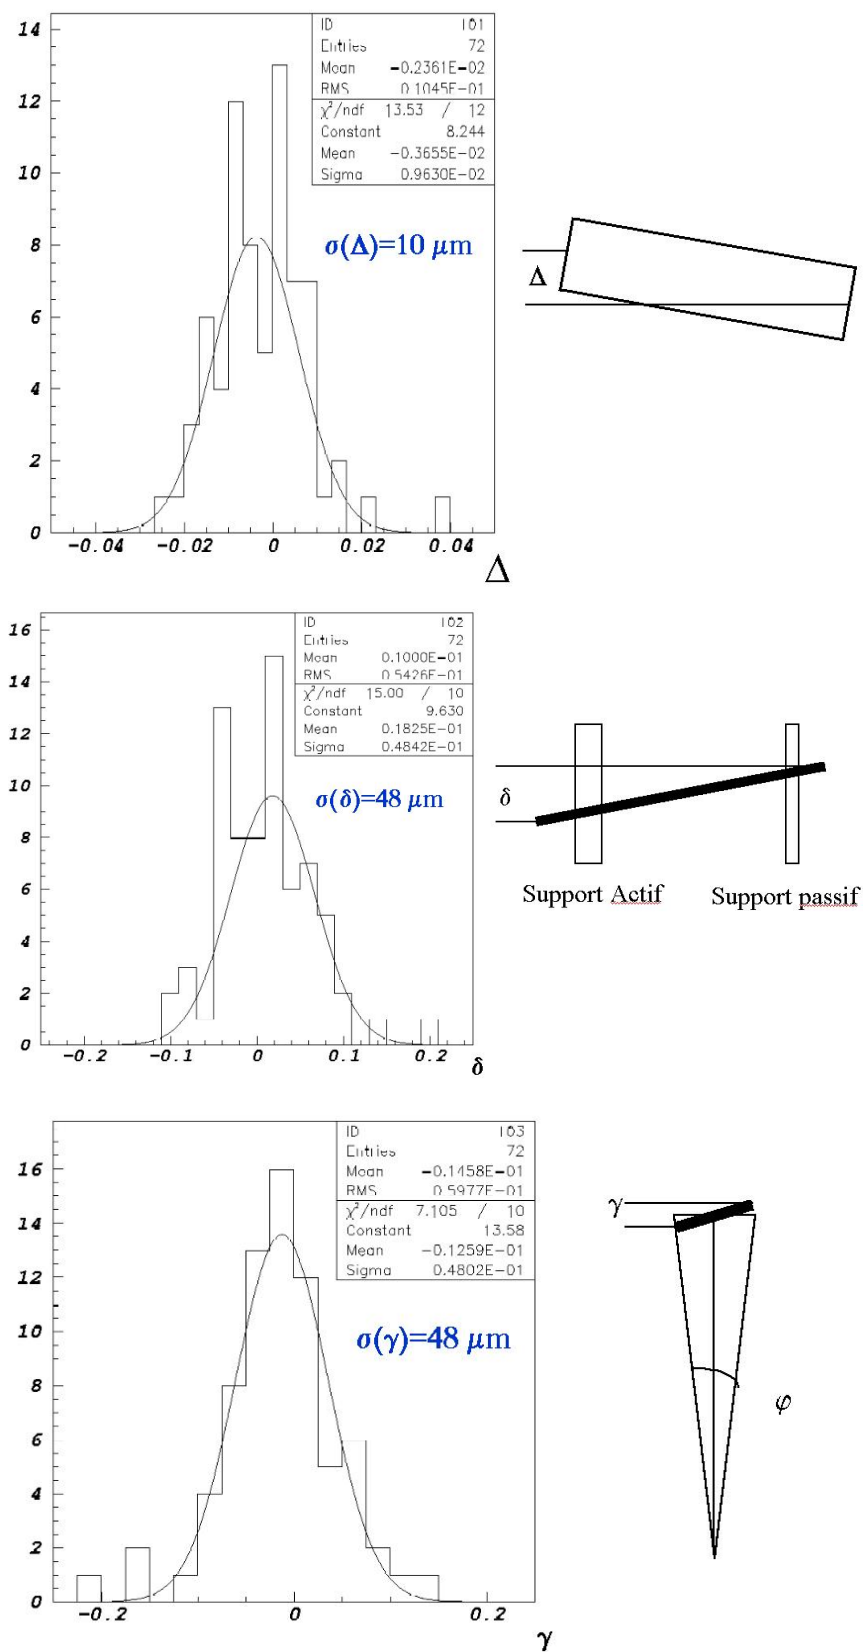 ID 101
Entries 72
Mean -0.2361E-02
RMS 0.1045E-01
χ²/ndf 13.53 / 12
Constant 8.244
Mean -0.3655E-02
Sigma 0.9630E-02
14
12
10
8
6
4
2
0
σ(Δ)=10 μm
Δ
-0.04 -0.02 0 0.02 0.04
Δ
ID 102
Entries 72
Mean 0.1000E-01
RMS 0.5426E-01
χ²/ndf 15.00 / 10
Constant 9.630
Mean 0.1825E-01
Sigma 0.4842E-01
16
14
12
10
8
6
4
2
0
σ(δ)=48 μm
δ
Support Actif Support passif
-0.2 -0.1 0 0.1 0.2
δ
ID 103
Entries 72
Mean -0.1458E-01
RMS 0.5977E-01
χ²/ndf 7.105 / 10
Constant 13.58
Mean -0.1259E-01
Sigma 0.4802E-01
16
14
12
10
8
6
4
2
0
σ(γ)=48 μm
γ
φ
-0.2 0 0.2
γ